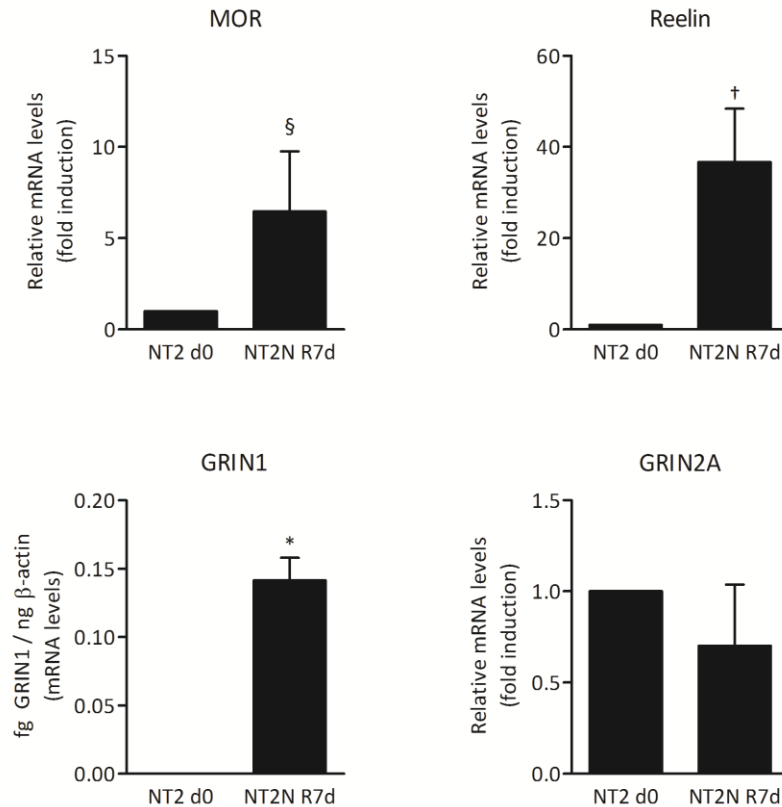 MOR
Relative mRNA levels
(fold induction)
15
10
5
0
§
NT2 d0 NT2N R7d
Reelin
Relative mRNA levels
(fold induction)
60
40
20
0
†
NT2 d0 NT2N R7d
GRIN1
fg GRIN1 / ng β-actin
(mRNA levels)
0.20
0.15
0.10
0.05
0.00
*
NT2 d0 NT2N R7d
GRIN2A
Relative mRNA levels
(fold induction)
1.5
1.0
0.5
0.0
NT2 d0 NT2N R7d